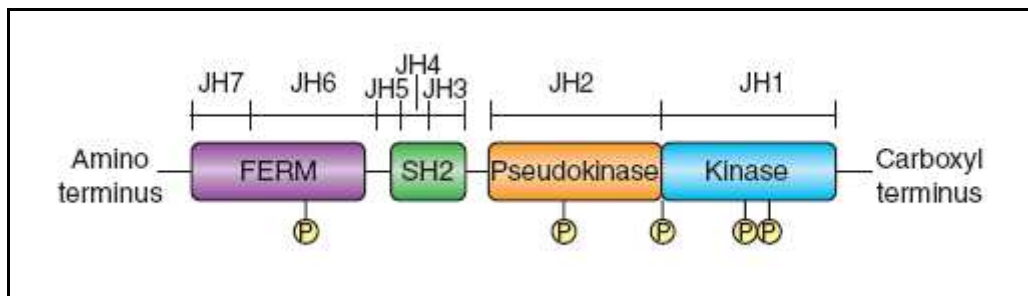 JH4
JH7 JH6 JH5 JH3 JH2 JH1
Amino
terminus
FERM SH2 Pseudokinase Kinase
Carboxyl
terminus
P P P P P